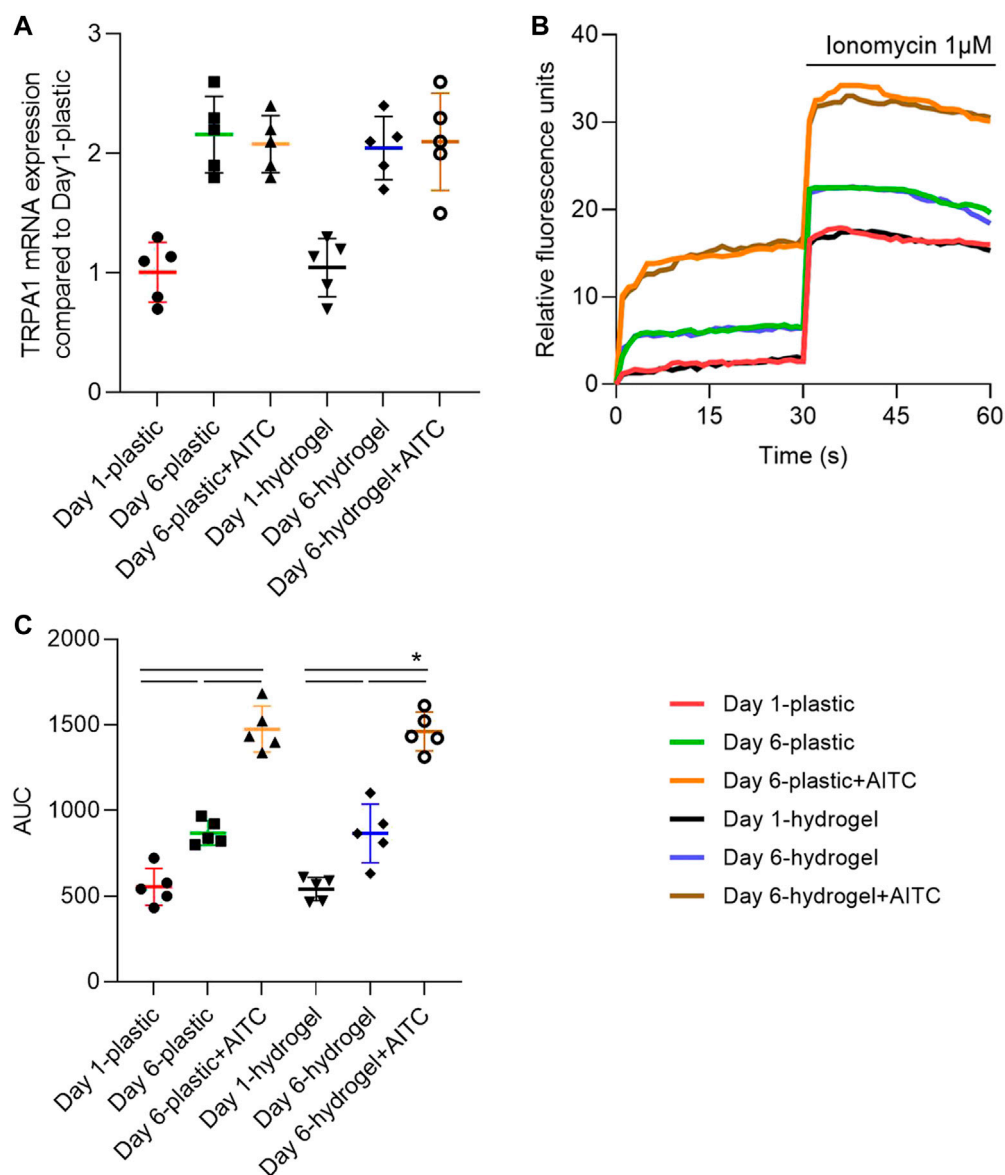 A
TRPA1 mRNA expression
compared to Day1-plastic
3
2
1
0
Day 1-plastic
Day 6-plastic
Day 6-plastic+AITC
Day 1-hydrogel
Day 6-hydrogel
Day 6-hydrogel+AITC
B
Ionomycin 1µM
Relative fluorescence units
40
30
20
10
0
0
15
30
45
60
Time (s)
C
*
AUC
2000
1500
1000
500
0
Day 1-plastic
Day 6-plastic
Day 6-plastic+AITC
Day 1-hydrogel
Day 6-hydrogel
Day 6-hydrogel+AITC
Day 1-plastic
Day 6-plastic
Day 6-plastic+AITC
Day 1-hydrogel
Day 6-hydrogel
Day 6-hydrogel+AITC